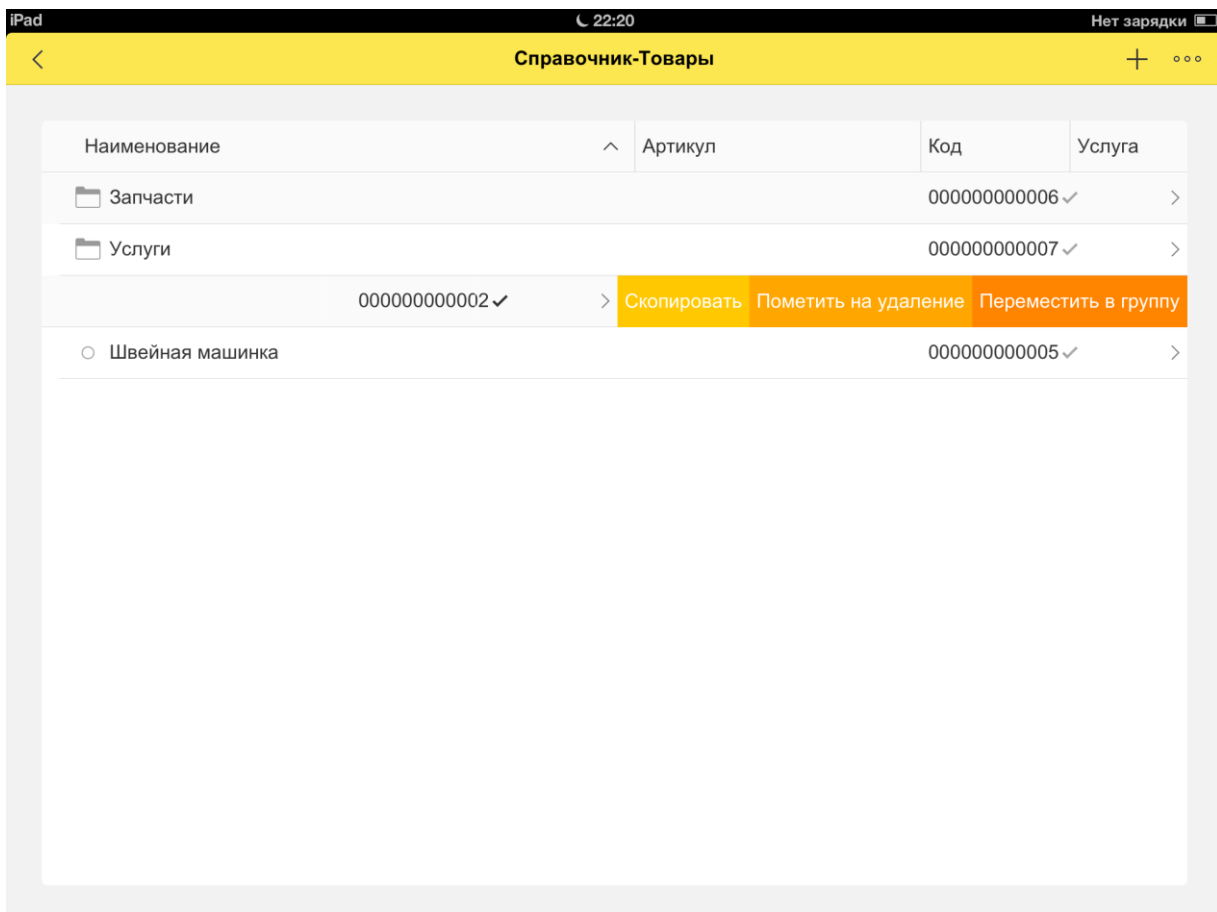 iPad 22:20 Нет зарядки
Справочник-Товары
Наименование Артикул Код Услуга
Запчасти 000000000006
Услуги 000000000007
000000000002 Скопировать Пометить на удаление Переместить в группу
Швейная машинка 000000000005